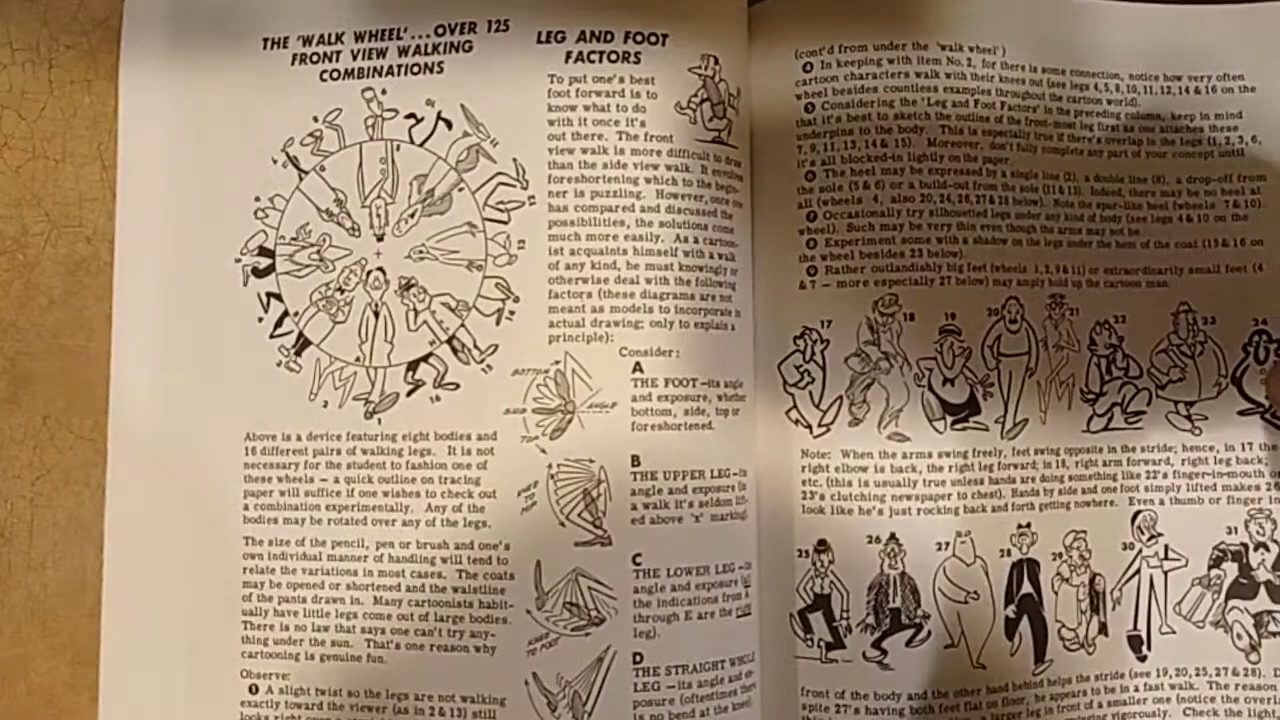 THE 'WALK WHEEL'...OVER 125
FRONT VIEW WALKING
COMBINATIONS
Above is a device featuring eight bodies and
16 different pairs of walking legs. It is not
necessary for the student to fashion one of
these wheels — a quick outline on tracing
paper will suffice if one wishes to check out
a combination experimentally. Any of the
bodies may be rotated over any of the legs.
The size of the pencil, pen or brush and one's
own individual manner of handling will tend to
relate the variations in most cases. The coats
may be opened or shortened and the waistline
of the pants drawn in. Many cartoonists habit-
ually have little legs come out of large bodies.
There is no law that says one can't try any-
thing under the sun. That's one reason why
cartooning is genuine fun.
Observe:
1 A slight twist so the legs are not walking
exactly toward the viewer (as in 2 & 13) still
looks right
LEG AND FOOT
FACTORS
To put one's best
foot forward is to
know what to do
with it once it's
out there. The front
view walk is more difficult to draw
than the side view walk. It involves
foreshortening which to the begin-
ner is puzzling. However, once one
has compared and discussed the
possibilities, the solutions come
much more easily. As a cartoon-
ist acquaints himself with a walk
of any kind, he must knowingly or
otherwise deal with the following
factors (these diagrams are not
meant as models to incorporate in
actual drawing; only to explain a
principle):
Consider:
BOTTOM
SIDE
TOP
ANGLE
A
THE FOOT—its angle
and exposure, whether
bottom, side, top or
foreshortened.
KNEE
TO
HIP
B
THE UPPER LEG—its
angle and exposure (in
a walk it's seldom lift-
ed above 'x' marking).
KNEE
TO FOOT
C
THE LOWER LEG—its
angle and exposure (all
the indications from A
through E are the right
leg).
D
THE STRAIGHT WHOLE
LEG—its angle and ex-
posure (oftentimes there
is no bend at the knee).
(cont'd from under the 'walk wheel')
4 In keeping with item No. 2, for there is some connection, notice how very often
cartoon characters walk with their knees out (see legs 4, 5, 8, 10, 11, 12, 14 & 16 on the
wheel besides countless examples throughout the cartoon world).
5 Considering the 'Leg and Foot Factors' in the preceding column, keep in mind
that it's best to sketch the outline of the front-most leg first as one attaches these
underpins to the body. This is especially true if there's overlap in the legs (1, 2, 3, 6,
7, 9, 11, 13, 14 & 15). Moreover, don't fully complete any part of your concept until
it's all blocked-in lightly on the paper.
6 The heel may be expressed by a single line (2), a double line (8), a drop-off from
the sole (5 & 6) or a build-out from the sole (11 & 13). Indeed, there may be no heel at
all (wheels 4, also 20, 24, 26, 27 & 28 below). Note the spur-like heel (wheels 7 & 10).
7 Occasionally try silhouetted legs under any kind of body (see legs 4 & 10 on the
wheel). Such may be very thin even though the arms may not be.
8 Experiment some with a shadow on the legs under the hem of the coat (15 & 16 on
the wheel besides 23 below).
9 Rather outlandishly big feet (wheels 1, 2, 9 & 11) or extraordinarily small feet (4
& 7 — more especially 27 below) may amply hold up the cartoon man.
17 18 19 20 21 22 23 24
Note: When the arms swing freely, feet swing opposite in the stride; hence, in 17 the
right elbow is back, the right leg forward; in 18, right arm forward, right leg back;
etc. (this is usually true unless hands are doing something like 22's finger-in-mouth or
23's clutching newspaper to chest). Hands by side and one foot simply lifted makes 26
look like he's just rocking back and forth getting nowhere. Even a thumb or finger in
25 26 27 28 29 30 31
front of the body and the other hand behind helps the stride (see 19, 20, 25, 27 & 28).
spite 27's having both feet flat on floor, he appears to be in a fast walk. The reason
a larger leg in front of a smaller one (notice the
vigorously. Check the light